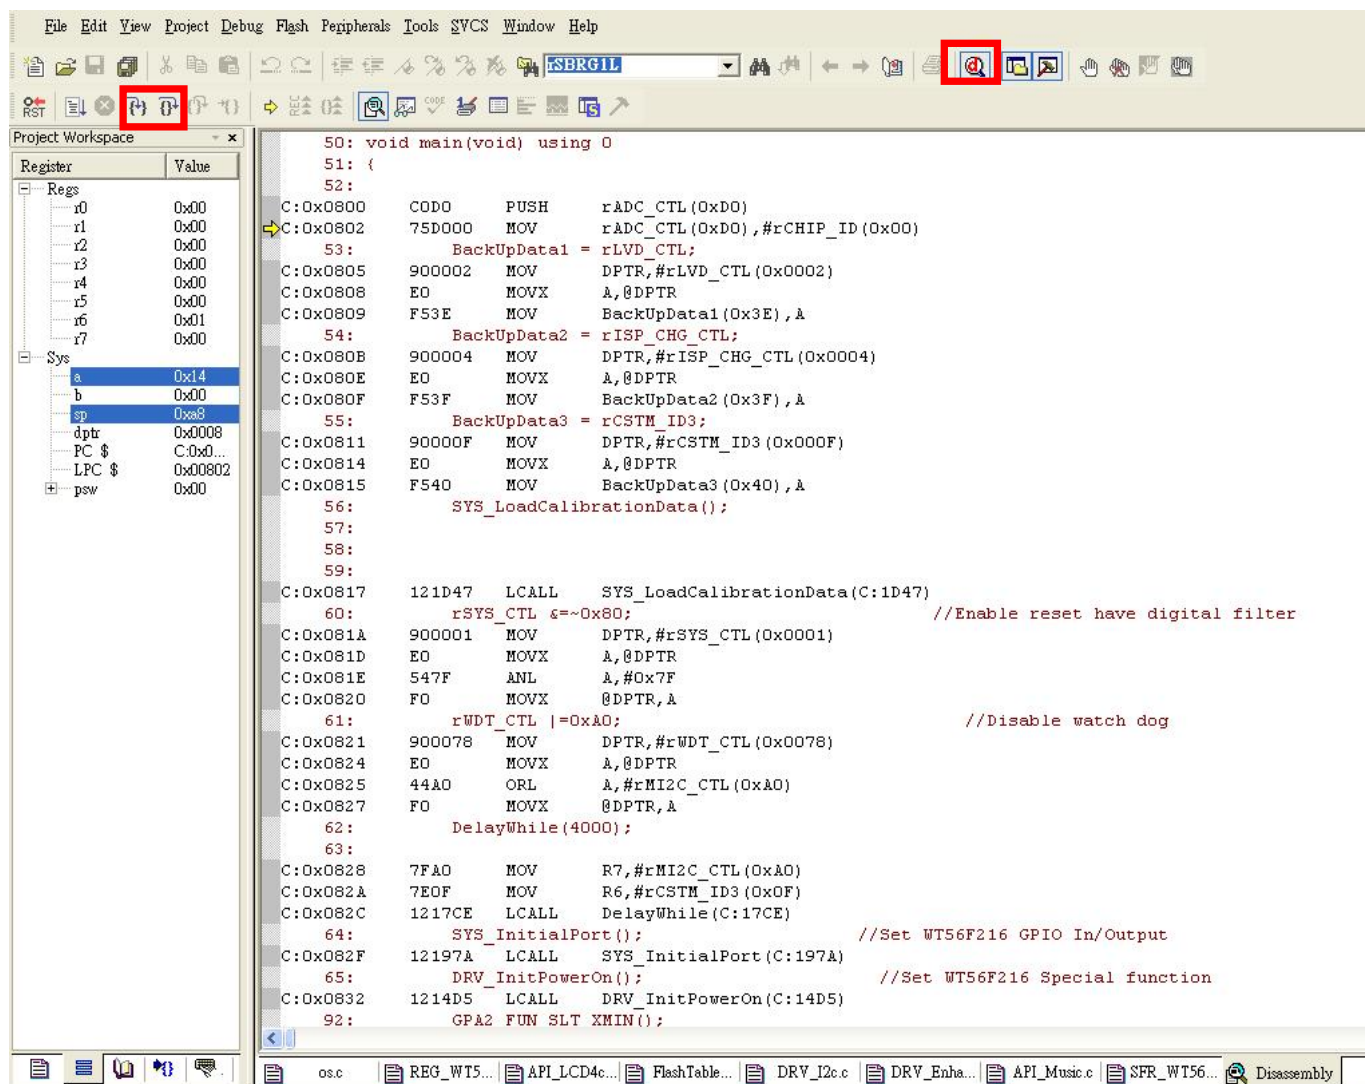 File Edit View Project Debug Flash Peripherals Tools SVCS Window Help
rSBRG1L
RST CODE
Project Workspace
Register Value
Regs
r0 0x00
r1 0x00
r2 0x00
r3 0x00
r4 0x00
r5 0x00
r6 0x01
r7 0x00
Sys
a 0x14
b 0x00
sp 0xa8
dptr 0x0008
PC $ C:0x0...
LPC $ 0x00802
psw 0x00
50: void main(void) using 0
51: {
52:
C:0x0800 C0D0 PUSH rADC_CTL(0xD0)
C:0x0802 75D000 MOV rADC_CTL(0xD0),#rCHIP_ID(0x00)
53: BackUpData1 = rLVD_CTL;
C:0x0805 900002 MOV DPTR,#rLVD_CTL(0x0002)
C:0x0808 E0 MOVX A,@DPTR
C:0x0809 F53E MOV BackUpData1(0x3E),A
54: BackUpData2 = rISP_CHG_CTL;
C:0x080B 900004 MOV DPTR,#rISP_CHG_CTL(0x0004)
C:0x080E E0 MOVX A,@DPTR
C:0x080F F53F MOV BackUpData2(0x3F),A
55: BackUpData3 = rCSTM_ID3;
C:0x0811 90000F MOV DPTR,#rCSTM_ID3(0x000F)
C:0x0814 E0 MOVX A,@DPTR
C:0x0815 F540 MOV BackUpData3(0x40),A
56: SYS_LoadCalibrationData();
57:
58:
59:
C:0x0817 121D47 LCALL SYS_LoadCalibrationData(C:1D47)
60: rSYS_CTL &=~0x80; //Enable reset have digital filter
C:0x081A 900001 MOV DPTR,#rSYS_CTL(0x0001)
C:0x081D E0 MOVX A,@DPTR
C:0x081E 547F ANL A,#0x7F
C:0x0820 F0 MOVX @DPTR,A
61: rWDT_CTL |=0xA0; //Disable watch dog
C:0x0821 900078 MOV DPTR,#rWDT_CTL(0x0078)
C:0x0824 E0 MOVX A,@DPTR
C:0x0825 44A0 ORL A,#rMI2C_CTL(0xA0)
C:0x0827 F0 MOVX @DPTR,A
62: DelayWhile(4000);
63:
C:0x0828 7FA0 MOV R7,#rMI2C_CTL(0xA0)
C:0x082A 7E0F MOV R6,#rCSTM_ID3(0x0F)
C:0x082C 1217CE LCALL DelayWhile(C:17CE)
64: SYS_InitialPort(); //Set WT56F216 GPIO In/Output
C:0x082F 12197A LCALL SYS_InitialPort(C:197A)
65: DRV_InitPowerOn(); //Set WT56F216 Special function
C:0x0832 1214D5 LCALL DRV_InitPowerOn(C:14D5)
92: GPA2_FUN_SLT_XMIN();
os.c REG_WT5... API_LCD4c... FlashTable... DRV_I2c.c DRV_Enha... API_Music.c SFR_WT56... Disassembly